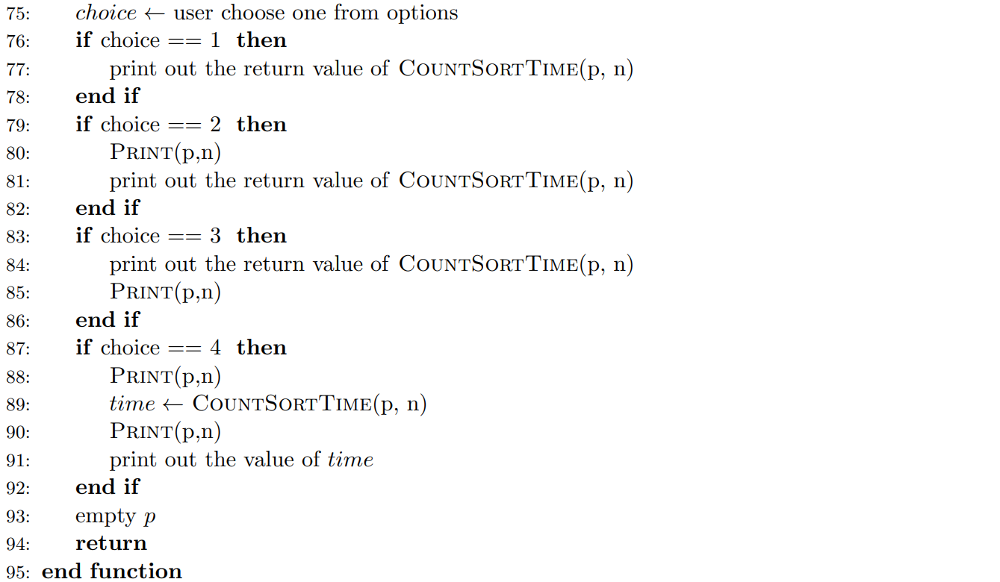 75: choice ← user choose one from options
76: if choice == 1 then
77: print out the return value of COUNTSORTTIME(p, n)
78: end if
79: if choice == 2 then
80: PRINT(p,n)
81: print out the return value of COUNTSORTTIME(p, n)
82: end if
83: if choice == 3 then
84: print out the return value of COUNTSORTTIME(p, n)
85: PRINT(p,n)
86: end if
87: if choice == 4 then
88: PRINT(p,n)
89: time ← COUNTSORTTIME(p, n)
90: PRINT(p,n)
91: print out the value of time
92: end if
93: empty p
94: return
95: end function